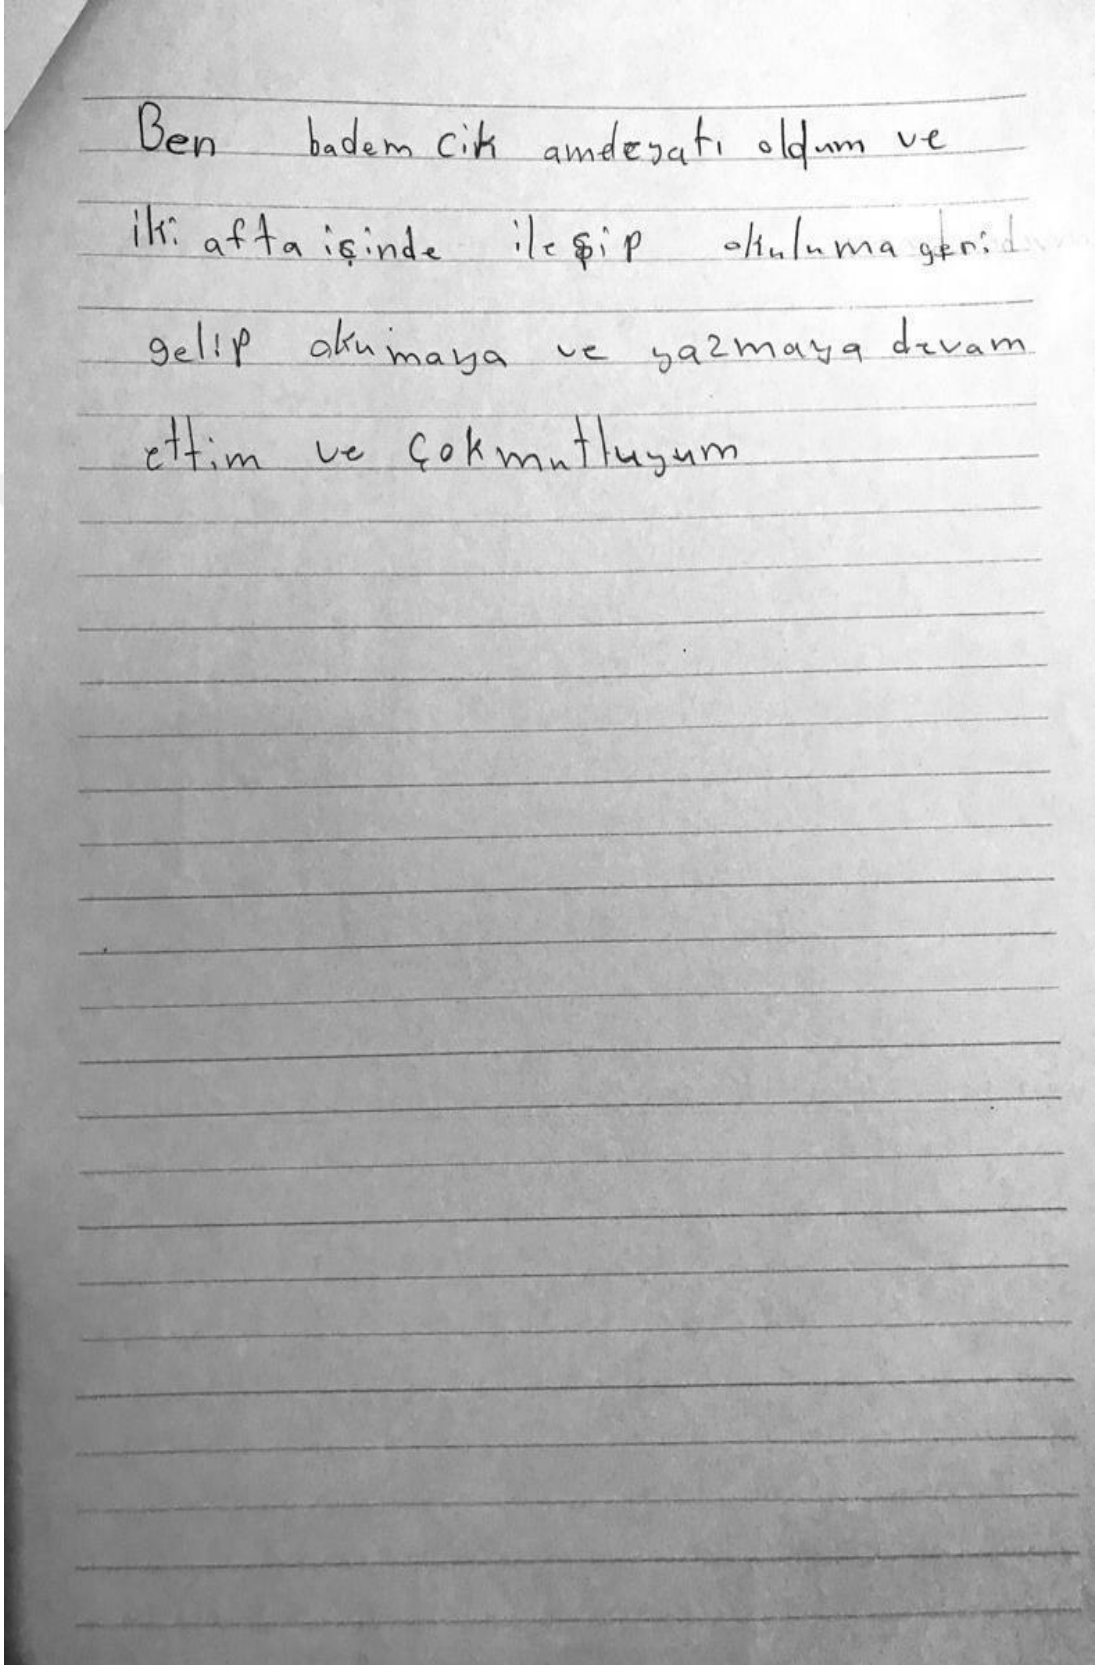 Ben badem cik amdeyatı oldum ve
iki afta işinde ileşip okuluma geri
gelip okumaya ve yazmaya devam
ettim ve çokmutluyum